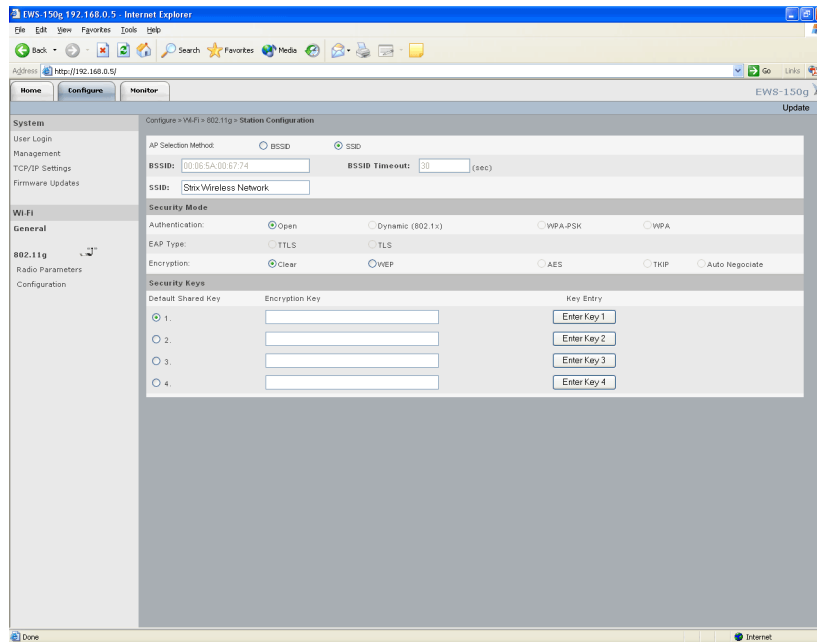 EWS-150g 192.168.0.5 - Internet Explorer
File Edit View Favorites Tools Help
Back Search Favorites Media
Address http://192.168.0.5/ Go Links
Home Configure Monitor EWS-150g
Update
System
User Login
Management
TCP/IP Settings
Firmware Updates
Wi-Fi
General
802.11g
Radio Parameters
Configuration
Configure > Wi-Fi > 802.11g > Station Configuration
AP Selection Method: BSSID SSID
BSSID: 00:06:5A:00:67:74 BSSID Timeout: 30 (sec)
SSID: Strix Wireless Network
Security Mode
Authentication: Open Dynamic (802.1x) WPA-PSK WPA
EAP Type: TTLS TLS
Encryption: Clear WEP AES TKIP Auto Negociate
Security Keys
Default Shared Key Encryption Key Key Entry
1. Enter Key 1
2. Enter Key 2
3. Enter Key 3
4. Enter Key 4
Done Internet